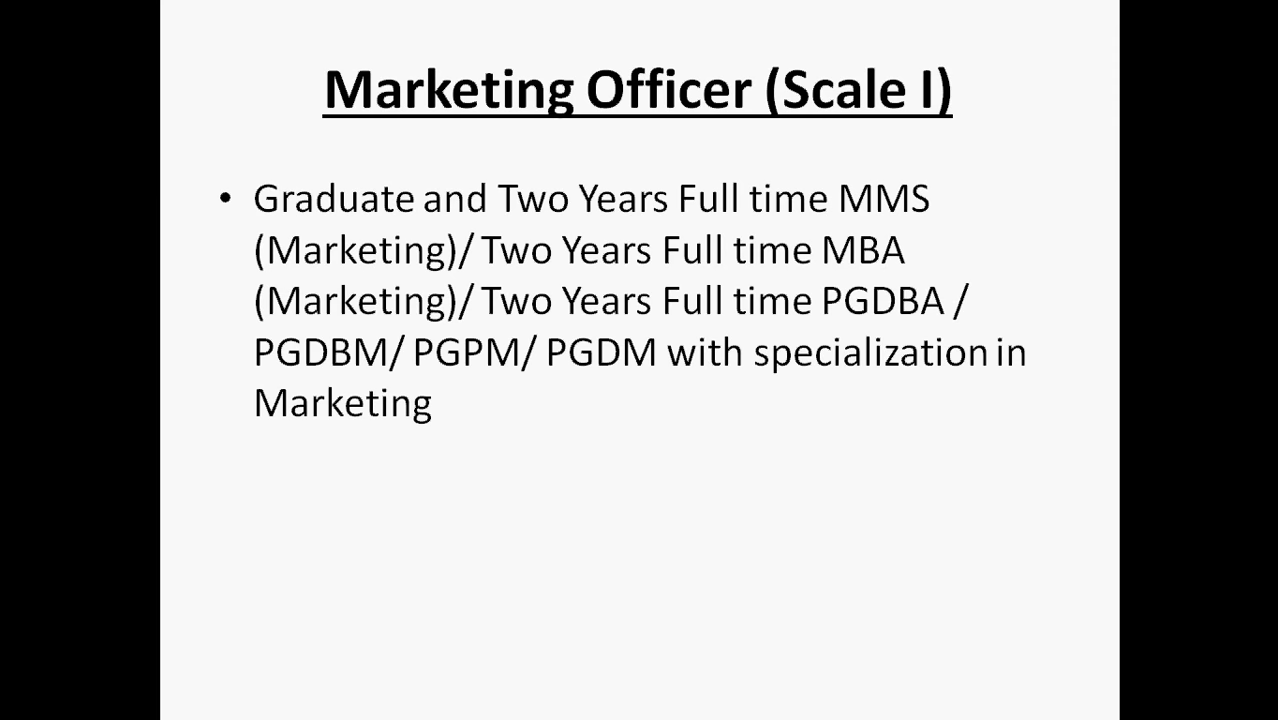 Marketing Officer (Scale I)
• Graduate and Two Years Full time MMS
(Marketing)/ Two Years Full time MBA
(Marketing)/ Two Years Full time PGDBA /
PGDBM/ PGPM/ PGDM with specialization in
Marketing